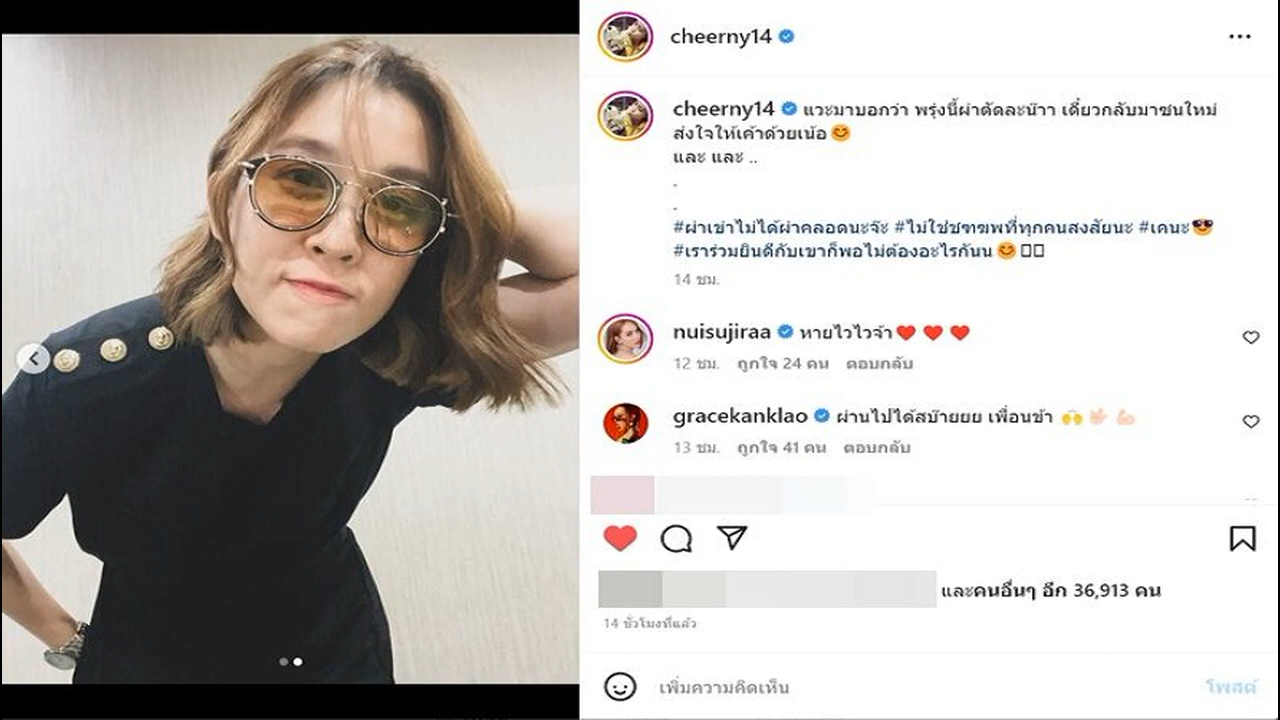 cheerny14
cheerny14 แวะมาบอกว่า พรุ่งนี้ผ่าตัดละน๊าา เดี๋ยวกลับมาซนใหม่
ส่งใจให้เค้าด้วยเน้อ😊
และ และ ..
.
.
#ผ่าเข่าไม่ได้ผ่าคลอดนะจ๊ะ #ไม่ใช่ชฑฆพที่ทุกคนสงสัยนะ #เคนะ😎
#เราร่วมยินดีกับเขาก็พอไม่ต้องอะไรกันน😊
14 ชม.
nuisujiraa หายไวไวจ้า❤️ ❤️ ❤️
12 ชม. ถูกใจ 24 คน ตอบกลับ
gracekanklao ผ่านไปได้สบ๊ายยย เพื่อนข้า 🙌🏻 🤟🏻 💪🏻
13 ชม. ถูกใจ 41 คน ตอบกลับ
และคนอื่นๆ อีก 36,913 คน
14 ชั่วโมงที่แล้ว
เพิ่มความคิดเห็น โพสต์